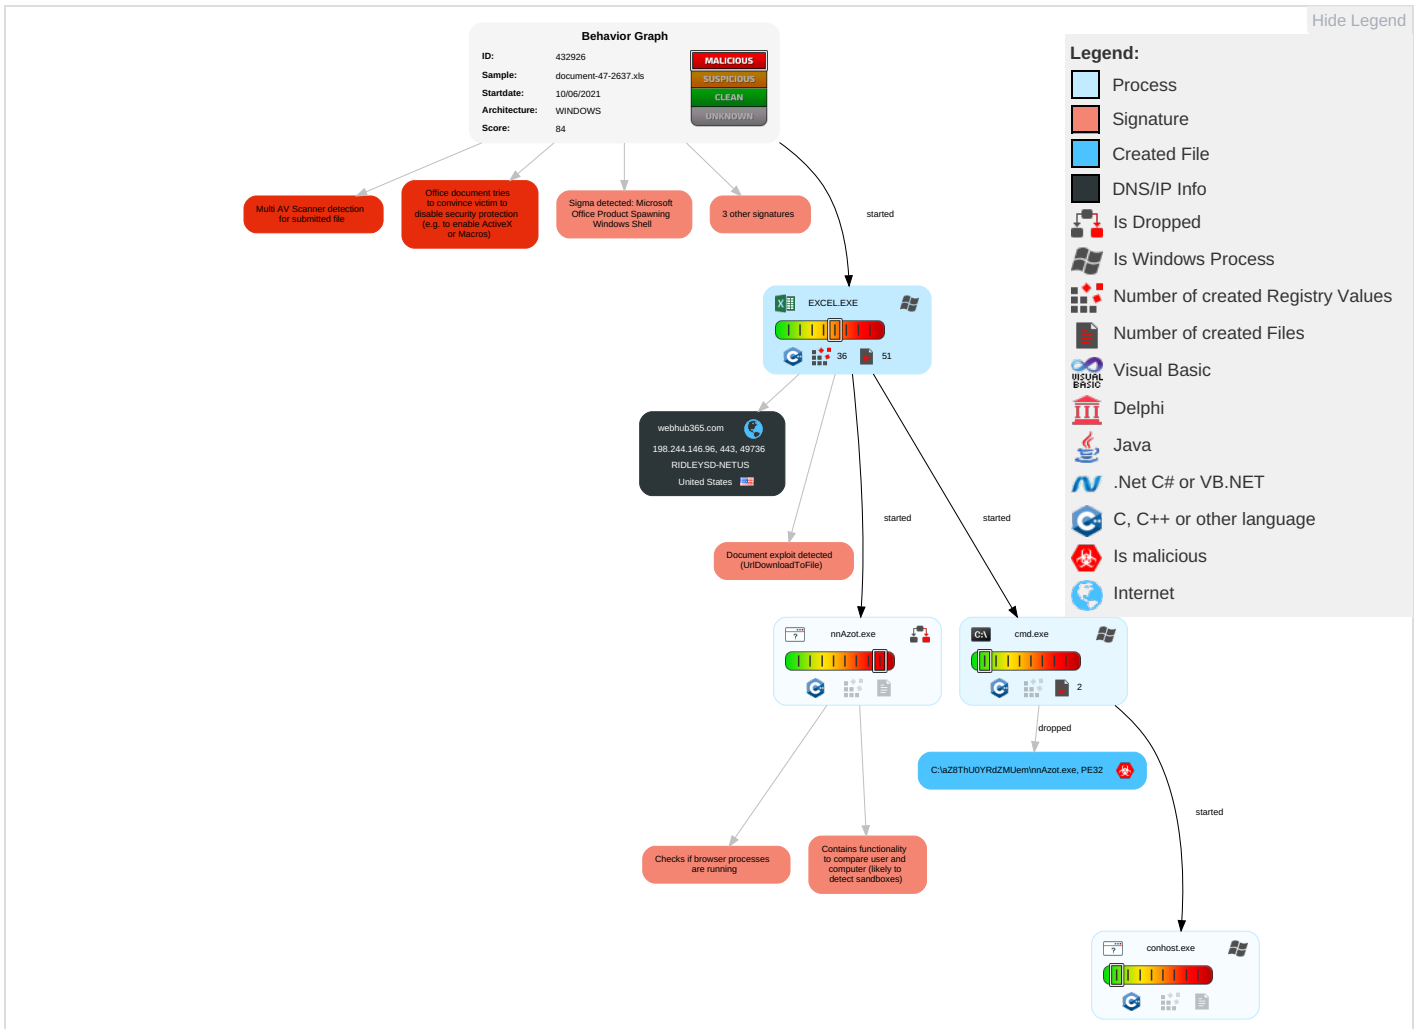 Hide Legend
Behavior Graph
ID: 432926
Sample: document-47-2637.xls
Startdate: 10/06/2021
Architecture: WINDOWS
Score: 84
MALICIOUS
SUSPICIOUS
CLEAN
UNKNOWN
Legend:
Process
Signature
Created File
DNS/IP Info
Is Dropped
Is Windows Process
Number of created Registry Values
Number of created Files
VISUAL
BASIC
Visual Basic
Delphi
Java
.Net C# or VB.NET
C, C++ or other language
Is malicious
Internet
Multi AV Scanner detection
for submitted file
Office document tries
to convince victim to
disable security protection
(e.g. to enable ActiveX
or Macros)
Sigma detected: Microsoft
Office Product Spawning
Windows Shell
3 other signatures
started
EXCEL.EXE
36
51
webhub365.com
198.244.146.96, 443, 49736
RIDLEYSD-NETUS
United States
started
started
Document exploit detected
(UrlDownloadToFile)
?
nnAzot.exe
C:\
cmd.exe
2
dropped
C:\aZ8ThU0YRdZMUem\nnAzot.exe, PE32
started
Checks if browser processes
are running
Contains functionality
to compare user and
computer (likely to
detect sandboxes)
?
conhost.exe